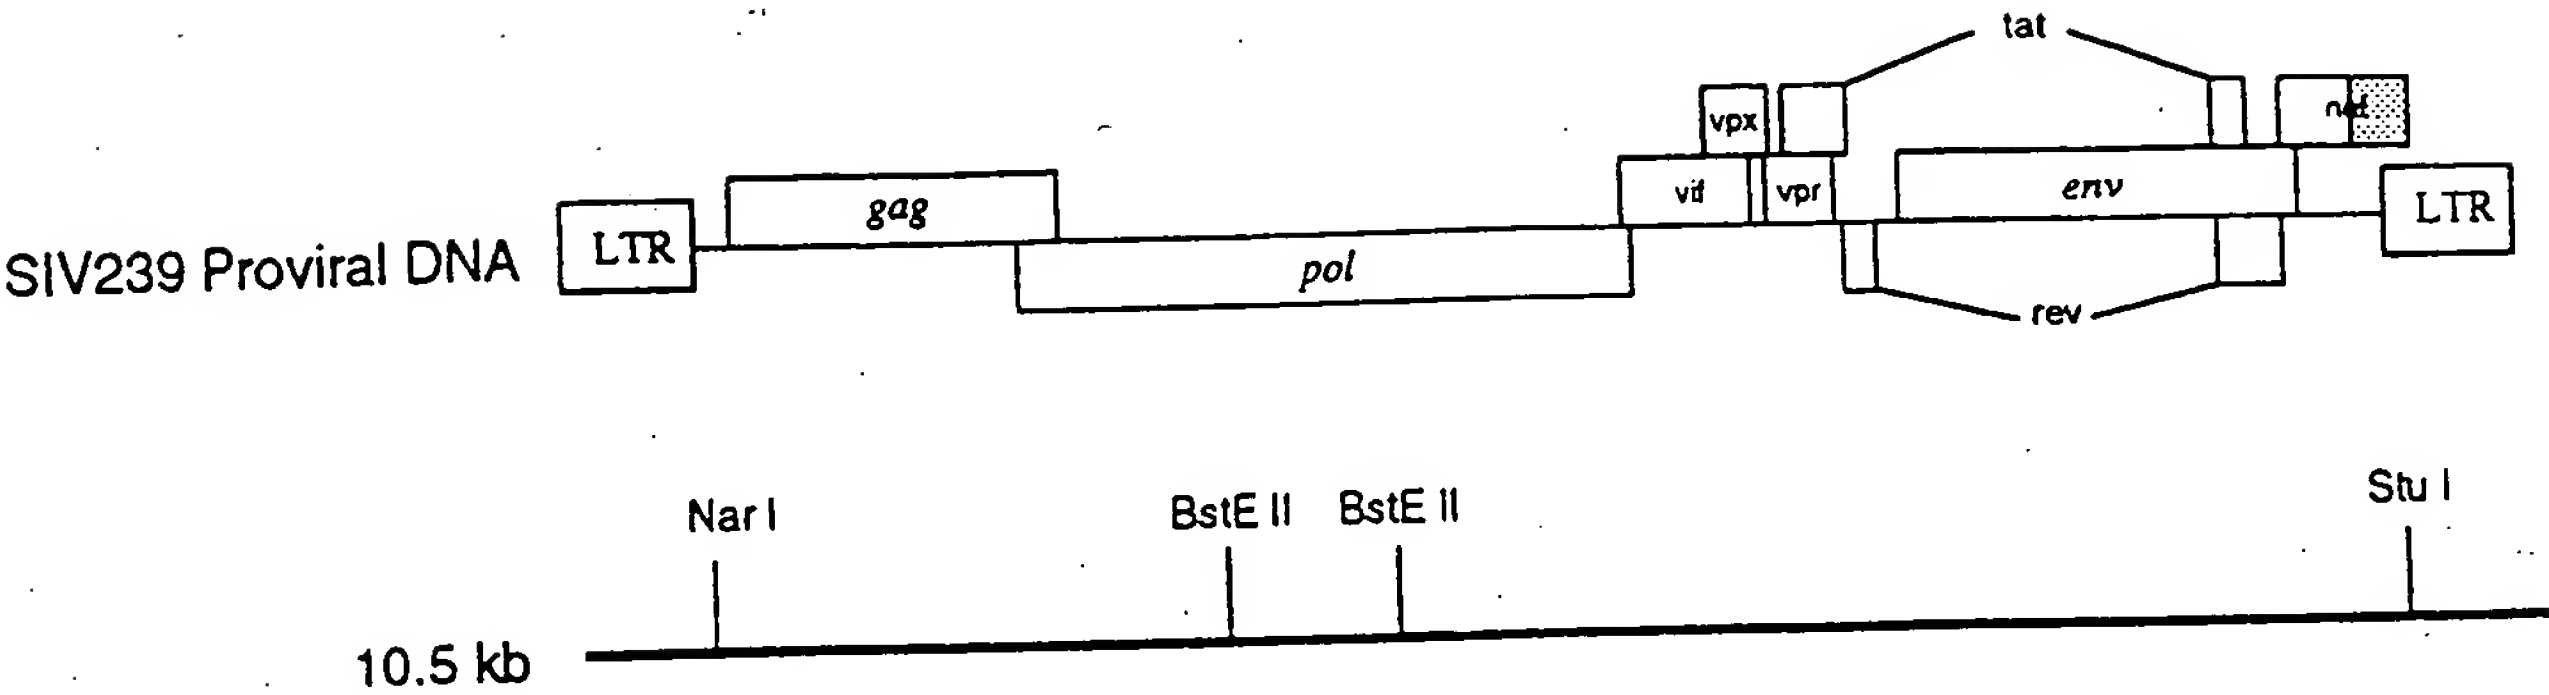 tat
vpx
nef
gag
vif
vpr
env
LTR
LTR
SIV239 Proviral DNA
pol
rev
Nar I
BstE II
BstE II
Stu I
10.5 kb